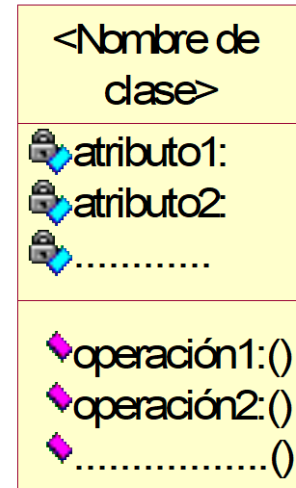 <Nombre de
clase>
atributo1:
atributo2:
............
operación1:()
operación2:()
.................()